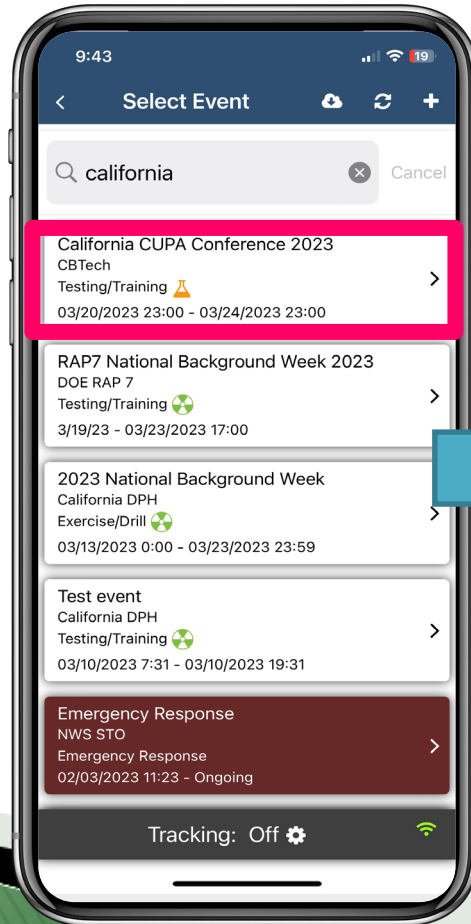 9:43
19
Select Event
california
Cancel
California CUPA Conference 2023
CBTech
Testing/Training
03/20/2023 23:00 - 03/24/2023 23:00
RAP7 National Background Week 2023
DOE RAP 7
Testing/Training
3/19/23 - 03/23/2023 17:00
2023 National Background Week
California DPH
Exercise/Drill
03/13/2023 0:00 - 03/23/2023 23:59
Test event
California DPH
Testing/Training
03/10/2023 7:31 - 03/10/2023 19:31
Emergency Response
NWS STO
Emergency Response
02/03/2023 11:23 - Ongoing
Tracking: Off